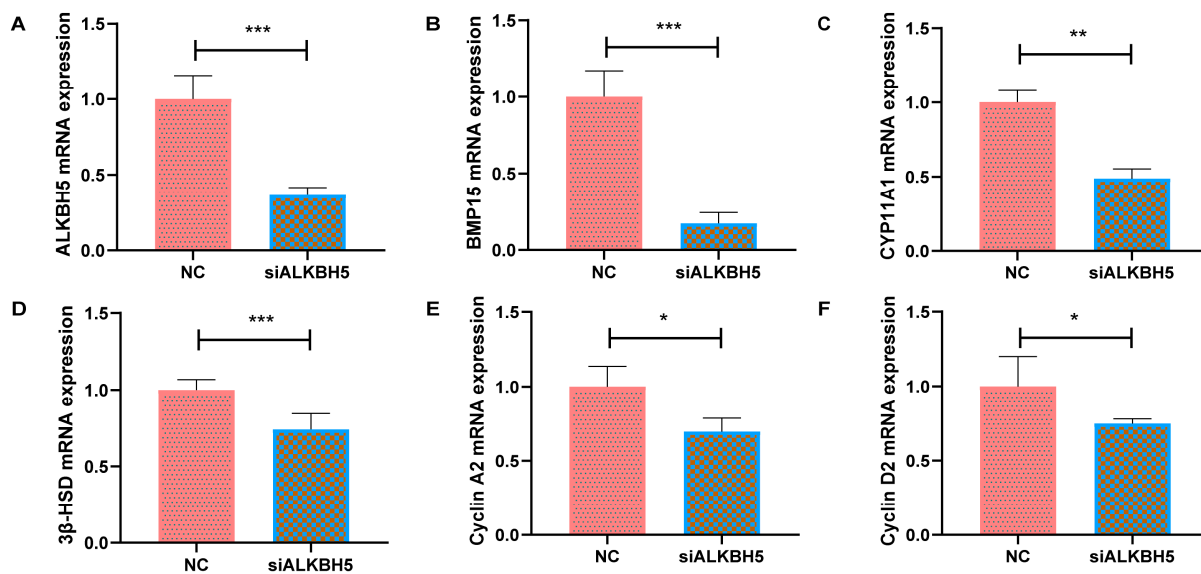 A
ALKBH5 mRNA expression
1.5
1.0
0.5
0.0
***
NC
siALKBH5
B
BMP15 mRNA expression
1.5
1.0
0.5
0.0
***
NC
siALKBH5
C
CYP11A1 mRNA expression
1.5
1.0
0.5
0.0
**
NC
siALKBH5
D
3β-HSD mRNA expression
1.5
1.0
0.5
0.0
***
NC
siALKBH5
E
Cyclin A2 mRNA expression
1.5
1.0
0.5
0.0
*
NC
siALKBH5
F
Cyclin D2 mRNA expression
1.5
1.0
0.5
0.0
*
NC
siALKBH5